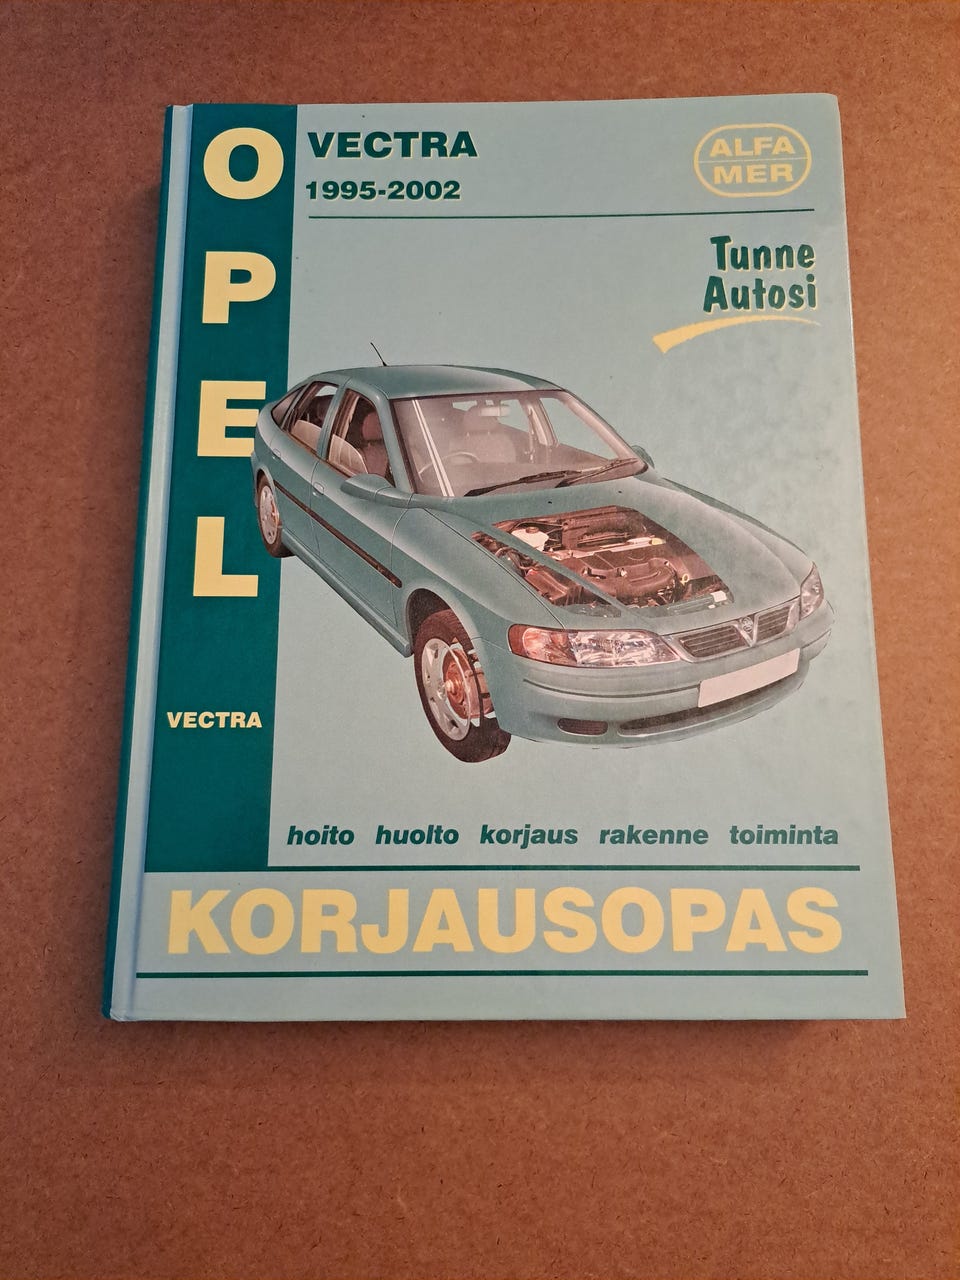 OPEL
VECTRA
VECTRA
1995-2002
ALFA
MER
Tunne
Autosi
hoito huolto korjaus rakenne toiminta
KORJAUSOPAS